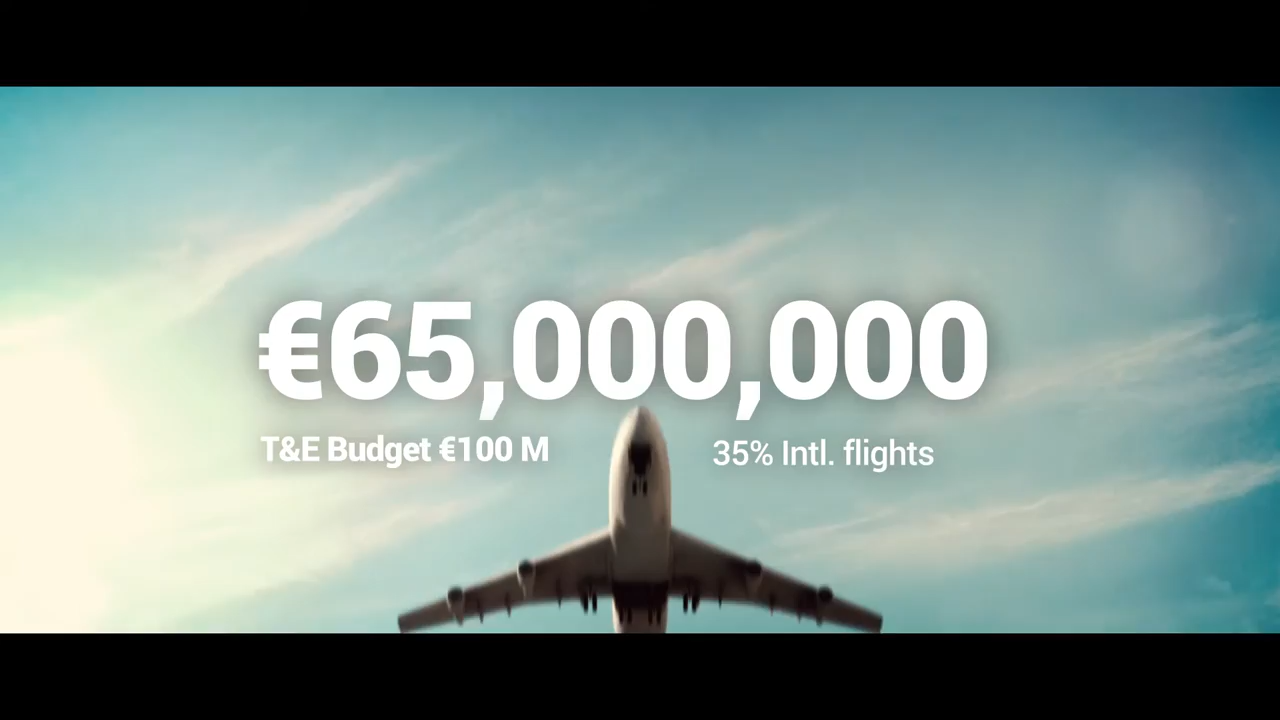 €65,000,000
T&E Budget €100 M
35% Intl. flights